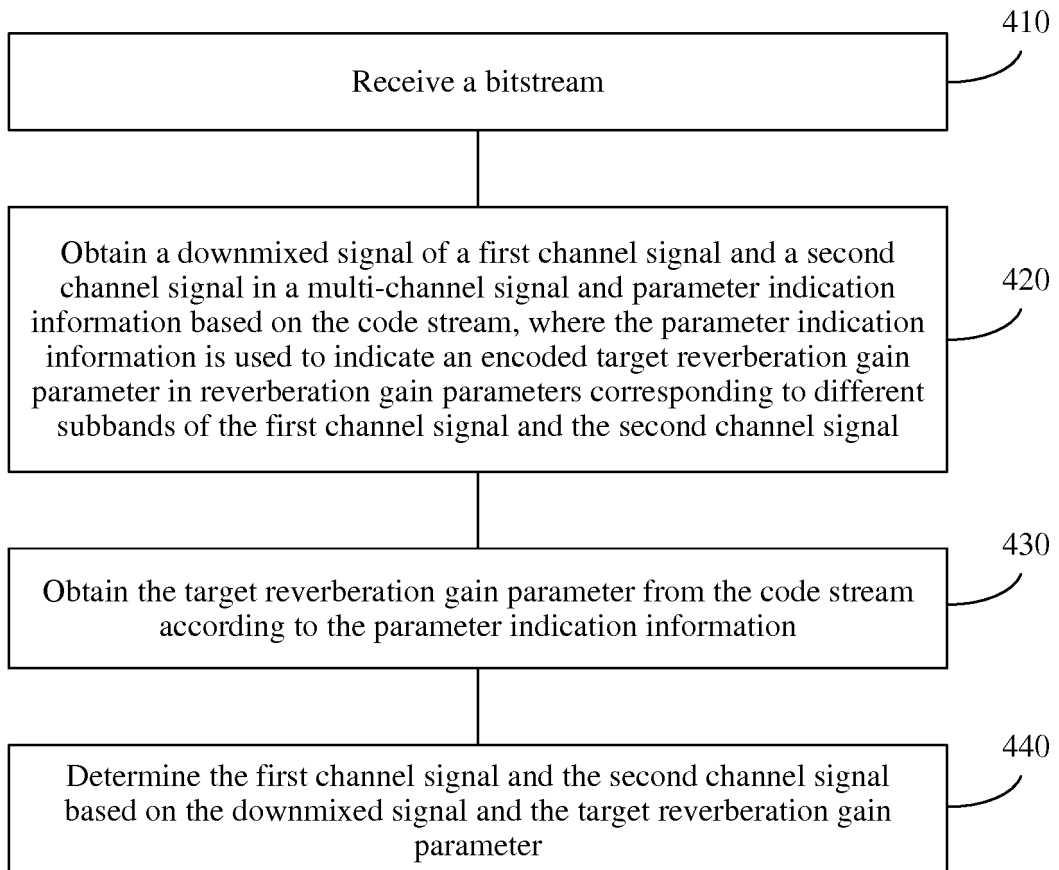 410
Receive a bitstream
Obtain a downmixed signal of a first channel signal and a second
channel signal in a multi-channel signal and parameter indication
information based on the code stream, where the parameter indication
information is used to indicate an encoded target reverberation gain
parameter in reverberation gain parameters corresponding to different
subbands of the first channel signal and the second channel signal
420
430
Obtain the target reverberation gain parameter from the code stream
according to the parameter indication information
440
Determine the first channel signal and the second channel signal
based on the downmixed signal and the target reverberation gain
parameter